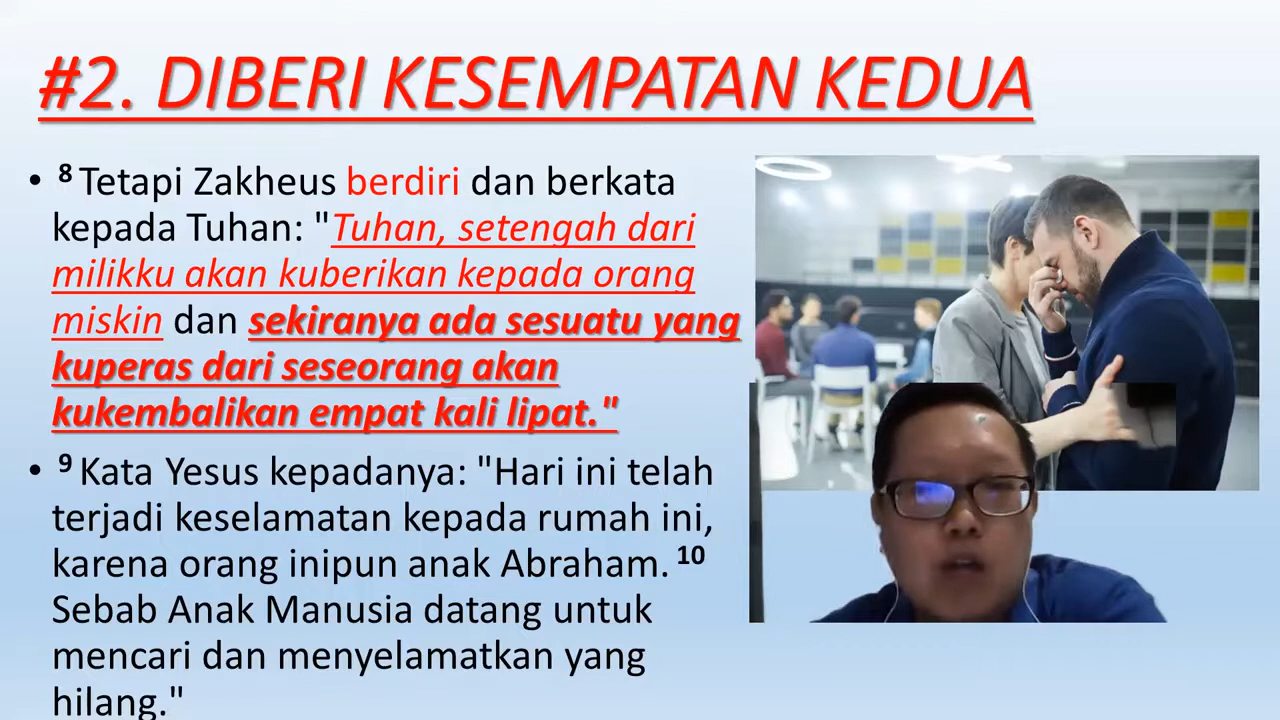 #2. DIBERI KESEMPATAN KEDUA
• 8 Tetapi Zakheus berdiri dan berkata
kepada Tuhan: "Tuhan, setengah dari
milikku akan kuberikan kepada orang
miskin dan sekiranya ada sesuatu yang
kuperas dari seseorang akan
kukembalikan empat kali lipat."
• 9 Kata Yesus kepadanya: "Hari ini telah
terjadi keselamatan kepada rumah ini,
karena orang inipun anak Abraham. 10
Sebab Anak Manusia datang untuk
mencari dan menyelamatkan yang
hilang."